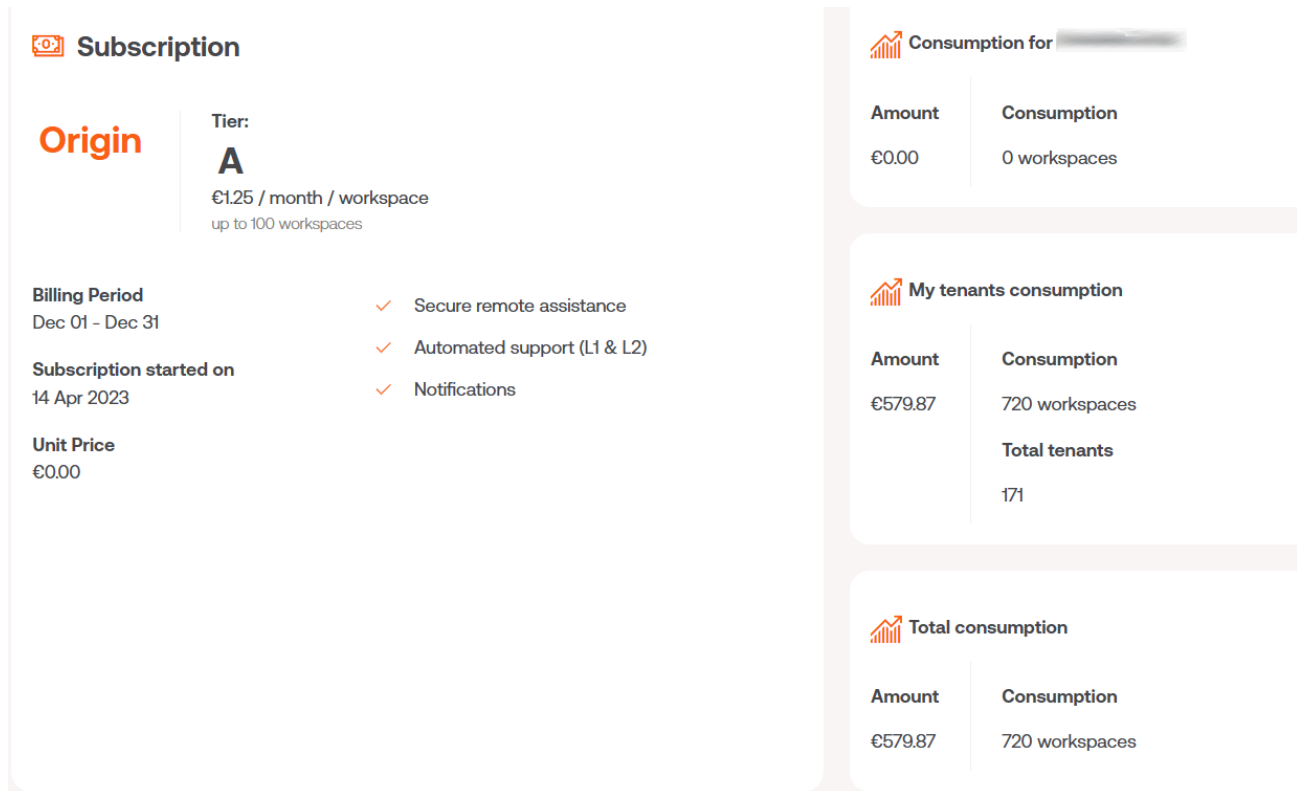 Subscription
Origin
Tier:
A
€1.25 / month / workspace
up to 100 workspaces
Billing Period
Dec 01 - Dec 31
Subscription started on
14 Apr 2023
Unit Price
€0.00
Secure remote assistance
Automated support (L1 & L2)
Notifications
Consumption for
Amount Consumption
€0.00 0 workspaces
My tenants consumption
Amount Consumption
€579.87 720 workspaces
Total tenants
171
Total consumption
Amount Consumption
€579.87 720 workspaces